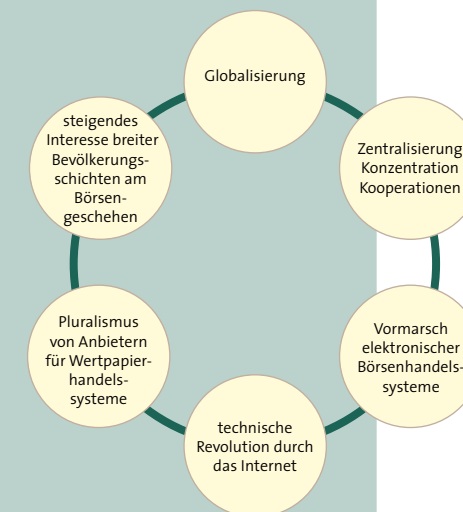 Globalisierung
Zentralisierung
Konzentration
Kooperationen
Vormarsch
elektronischer
Börsenhandels-
systeme
technische
Revolution durch
das Internet
Pluralismus
von Anbietern
für Wertpapier-
handels-
systeme
steigendes
Interesse breiter
Bevölkerungs-
schichten am
Börsen-
geschehen